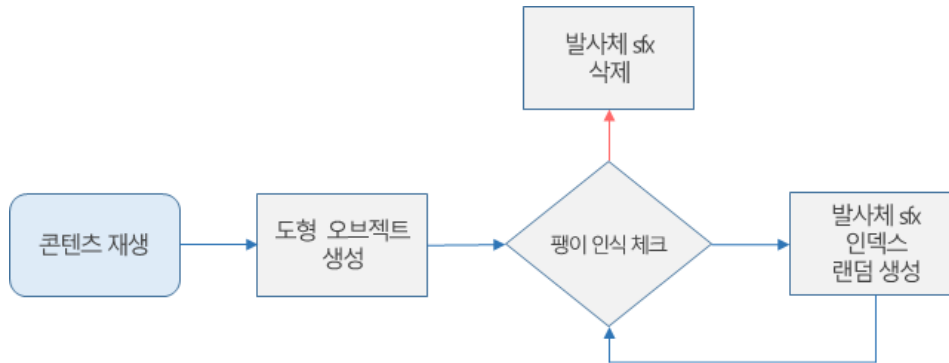 발사체 sfx
삭제
콘텐츠 재생
도형 오브젝트
생성
팽이 인식 체크
발사체 sfx
인덱스
랜덤 생성